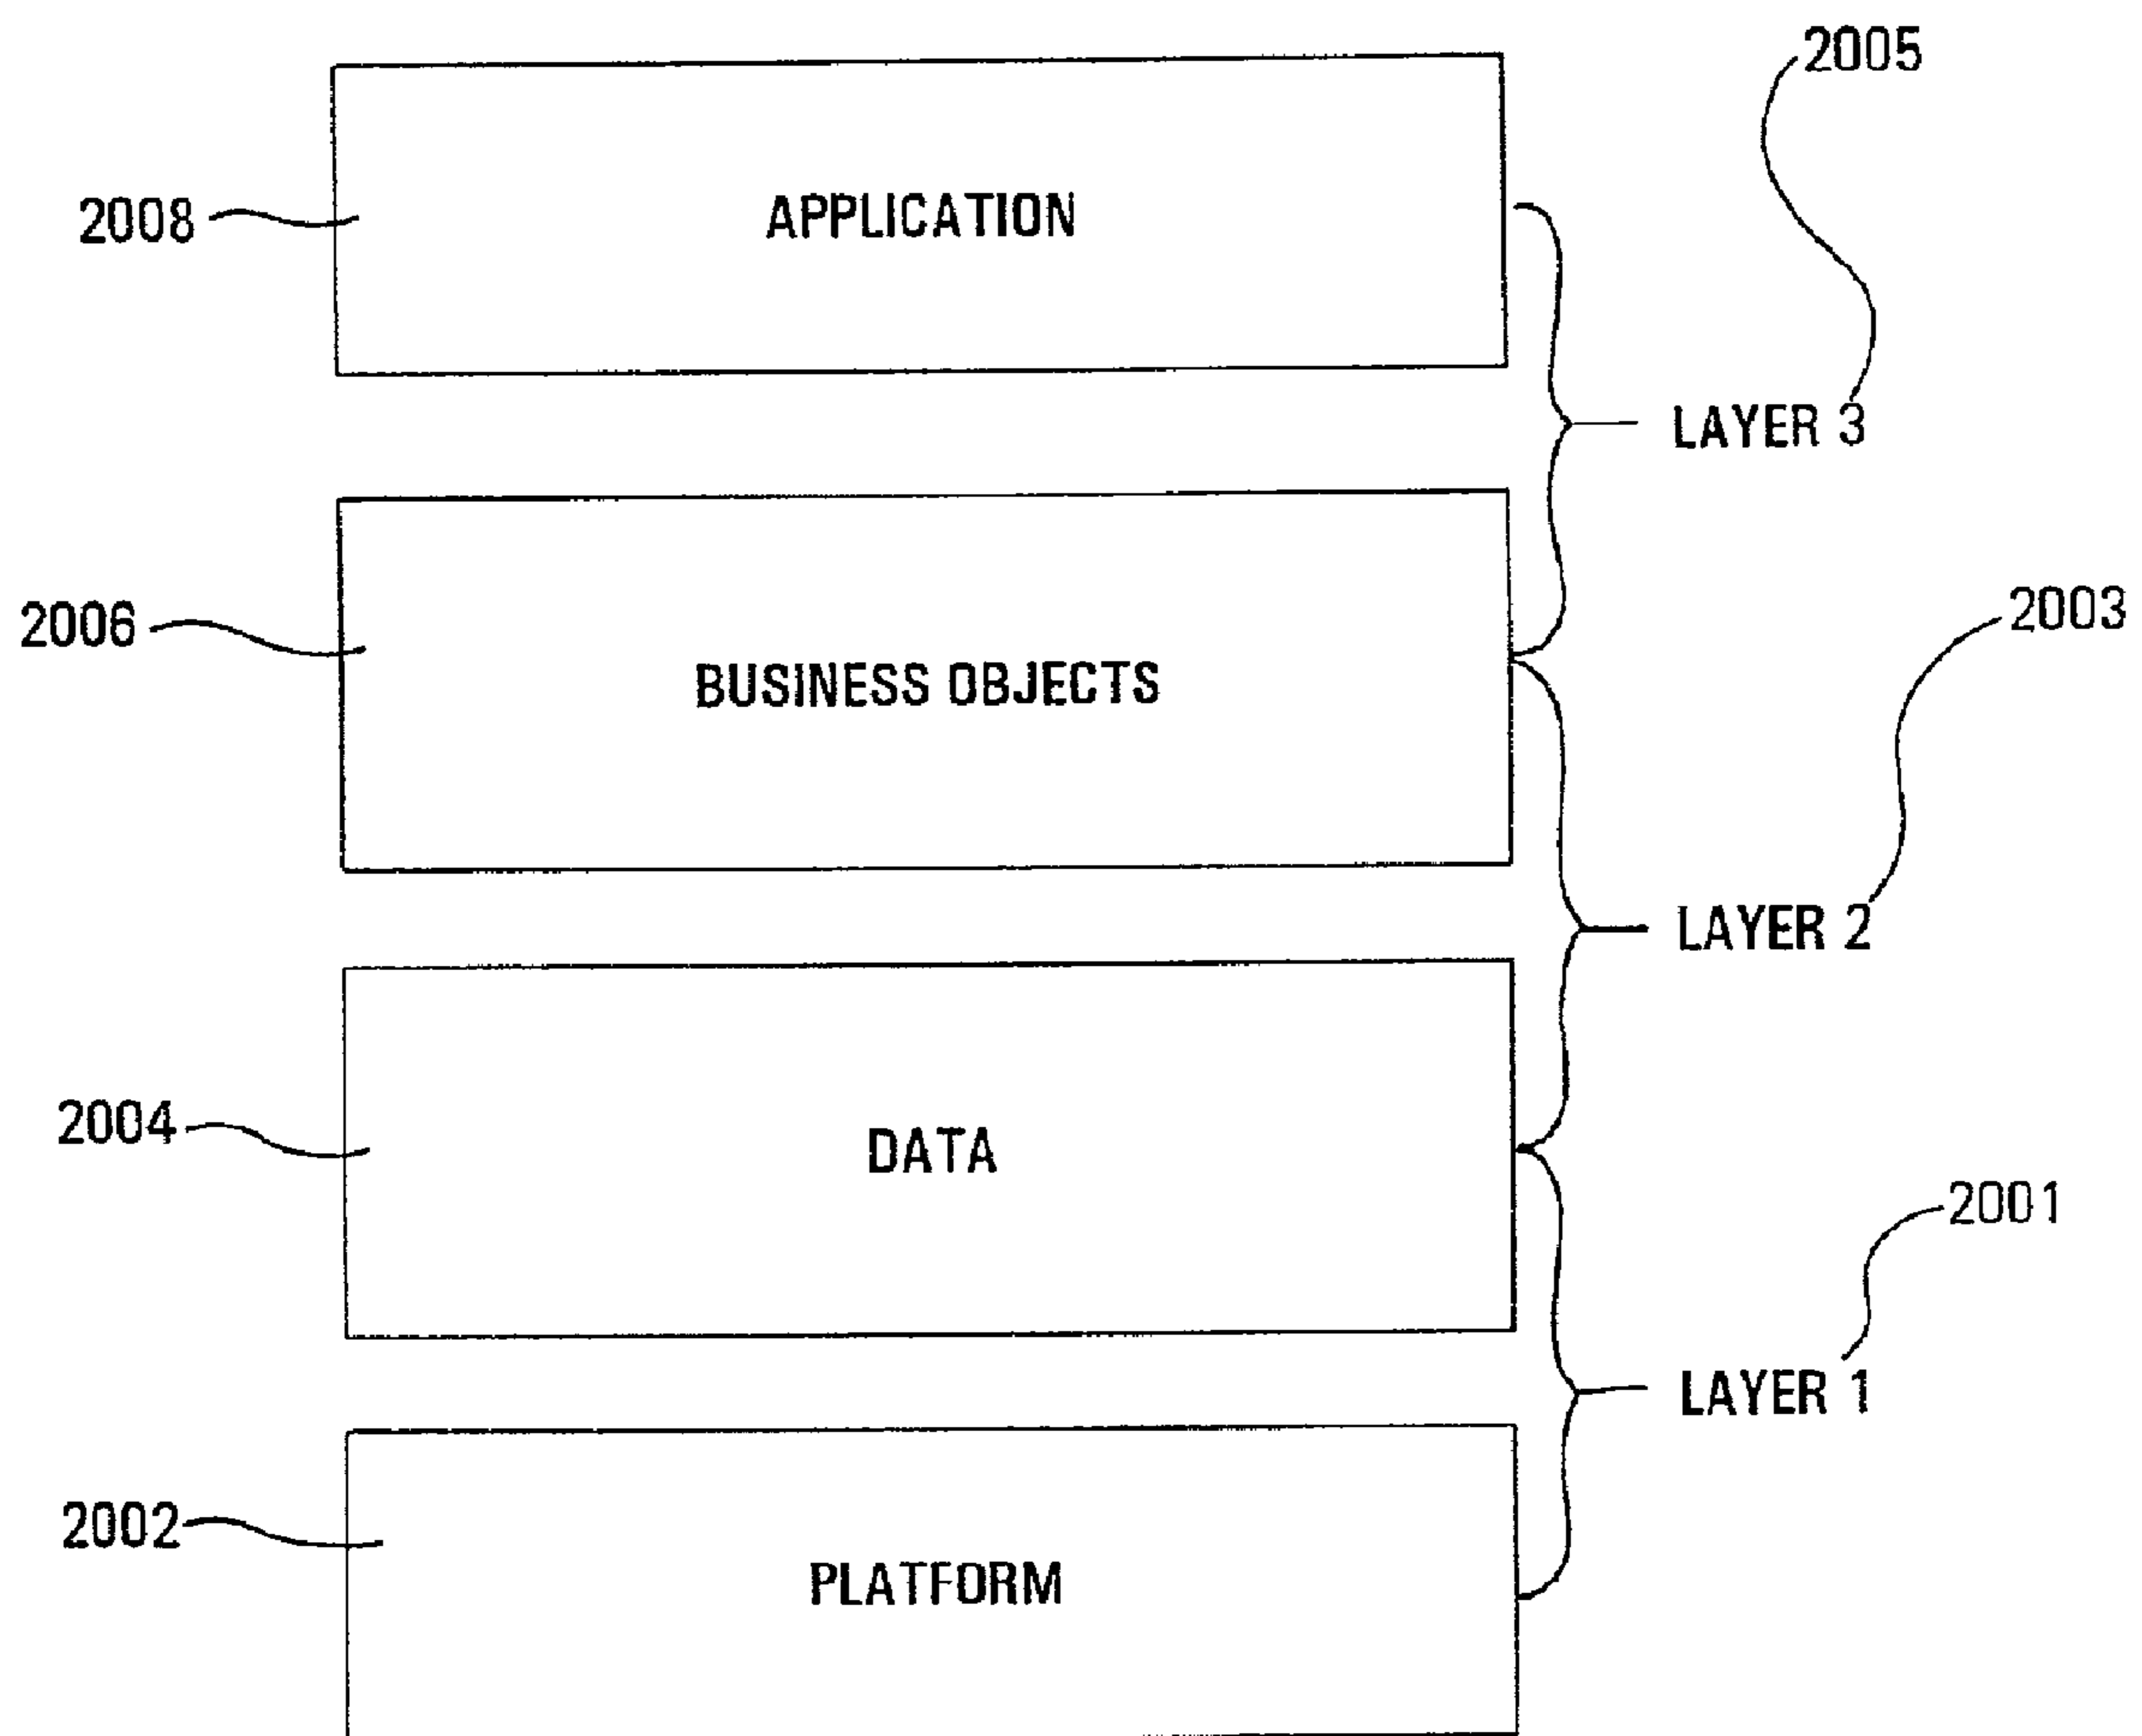 2005
2008
APPLICATION
LAYER 3
2006
BUSINESS OBJECTS
2003
LAYER 2
2004
DATA
2001
LAYER 1
2002
PLATFORM